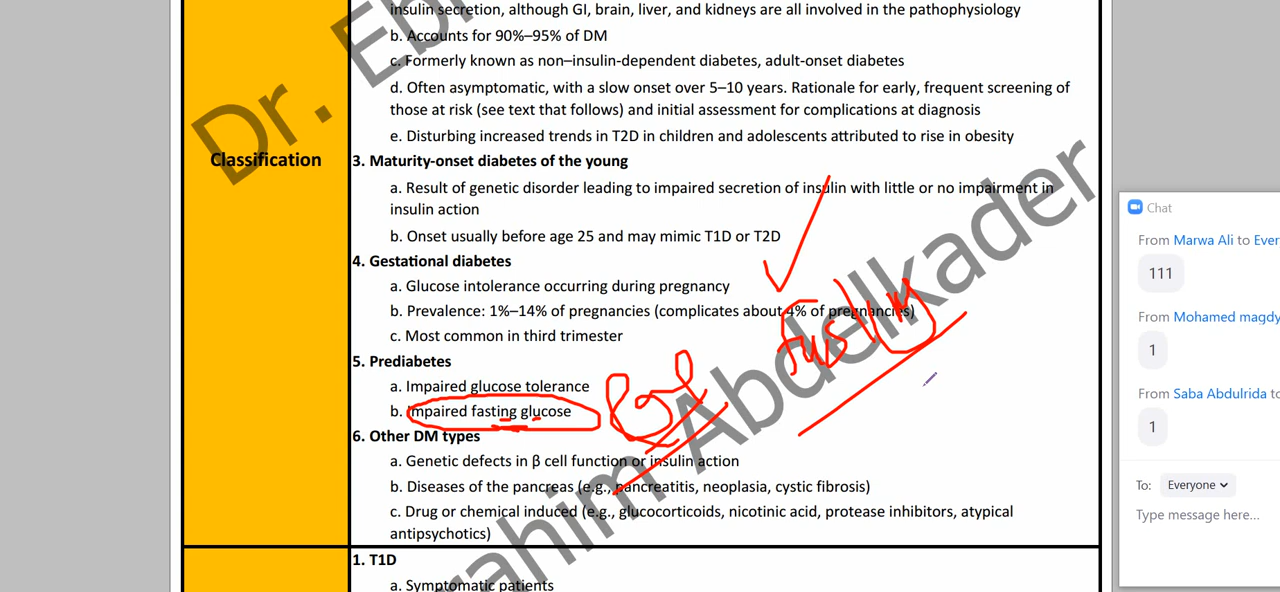 insulin secretion, although GI, brain, liver, and kidneys are all involved in the pathophysiology
b. Accounts for 90%–95% of DM
c. Formerly known as non–insulin-dependent diabetes, adult-onset diabetes
d. Often asymptomatic, with a slow onset over 5–10 years. Rationale for early, frequent screening of
those at risk (see text that follows) and initial assessment for complications at diagnosis
e. Disturbing increased trends in T2D in children and adolescents attributed to rise in obesity
Classification
3. Maturity-onset diabetes of the young
a. Result of genetic disorder leading to impaired secretion of insulin with little or no impairment in
insulin action
b. Onset usually before age 25 and may mimic T1D or T2D
4. Gestational diabetes
a. Glucose intolerance occurring during pregnancy
b. Prevalence: 1%–14% of pregnancies (complicates about 4% of pregnancies)
c. Most common in third trimester
5. Prediabetes
a. Impaired glucose tolerance
b. Impaired fasting glucose
6. Other DM types
a. Genetic defects in β cell function or insulin action
b. Diseases of the pancreas (e.g., pancreatitis, neoplasia, cystic fibrosis)
c. Drug or chemical induced (e.g., glucocorticoids, nicotinic acid, protease inhibitors, atypical
antipsychotics)
1. T1D
a. Symptomatic patients
Dr. Ebrahim Abdelkader
Chat
From Marwa Ali to Ever
111
From Mohamed magdy
1
From Saba Abdulrida to
1
To: Everyone
Type message here...